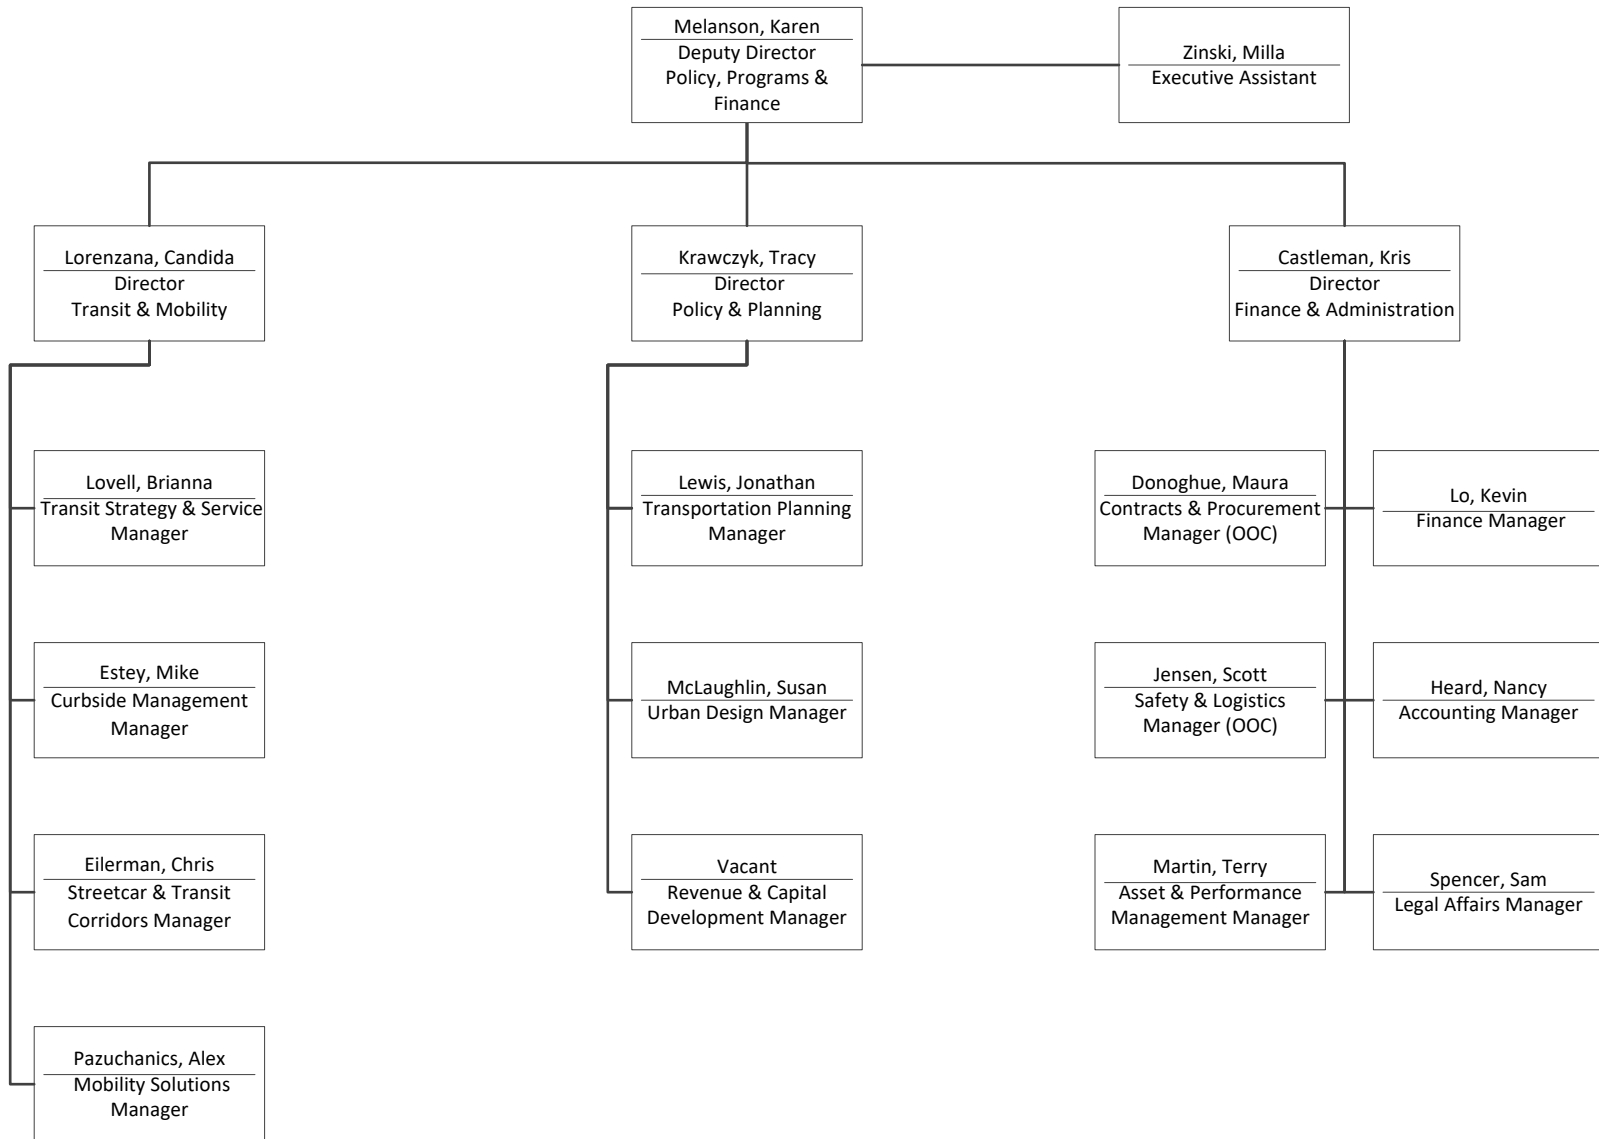 Melanson, Karen
Deputy Director
Policy, Programs &
Finance
Zinski, Milla
Executive Assistant
Lorenzana, Candida
Director
Transit & Mobility
Krawczyk, Tracy
Director
Policy & Planning
Castleman, Kris
Director
Finance & Administration
Lovell, Brianna
Transit Strategy & Service
Manager
Lewis, Jonathan
Transportation Planning
Manager
Donoghue, Maura
Contracts & Procurement
Manager (OOC)
Lo, Kevin
Finance Manager
Estey, Mike
Curbside Management
Manager
McLaughlin, Susan
Urban Design Manager
Jensen, Scott
Safety & Logistics
Manager (OOC)
Heard, Nancy
Accounting Manager
Eilerman, Chris
Streetcar & Transit
Corridors Manager
Vacant
Revenue & Capital
Development Manager
Martin, Terry
Asset & Performance
Management Manager
Spencer, Sam
Legal Affairs Manager
Pazuchanics, Alex
Mobility Solutions
Manager